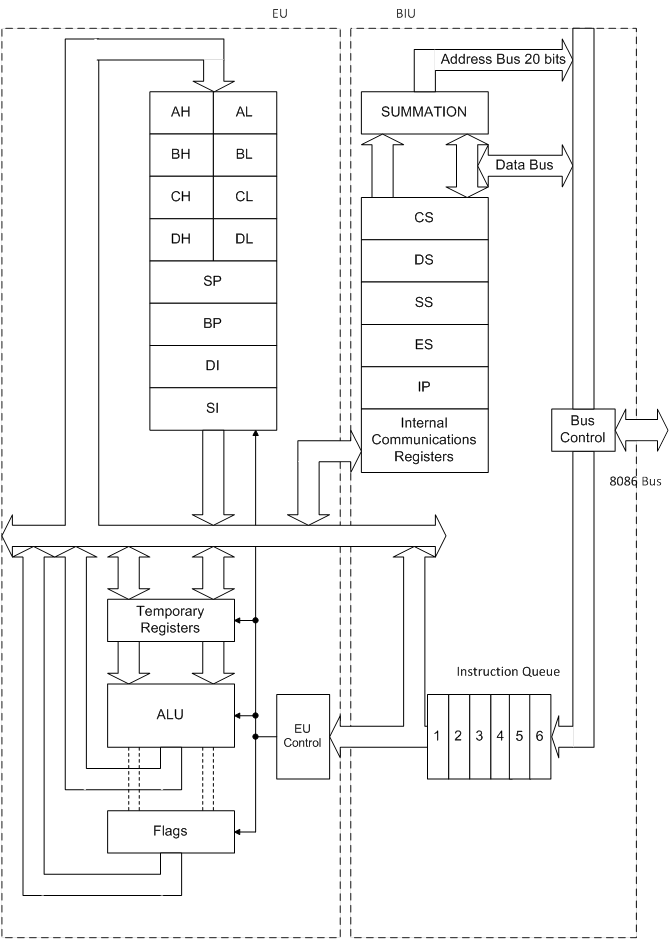 EU
BIU
Address Bus 20 bits
AH
AL
SUMMATION
BH
BL
Data Bus
CH
CL
CS
DH
DL
DS
SP
SS
BP
ES
DI
IP
SI
Internal
Communications
Registers
Bus
Control
8086 Bus
Temporary
Registers
Instruction Queue
ALU
EU
Control
1
2
3
4
5
6
Flags